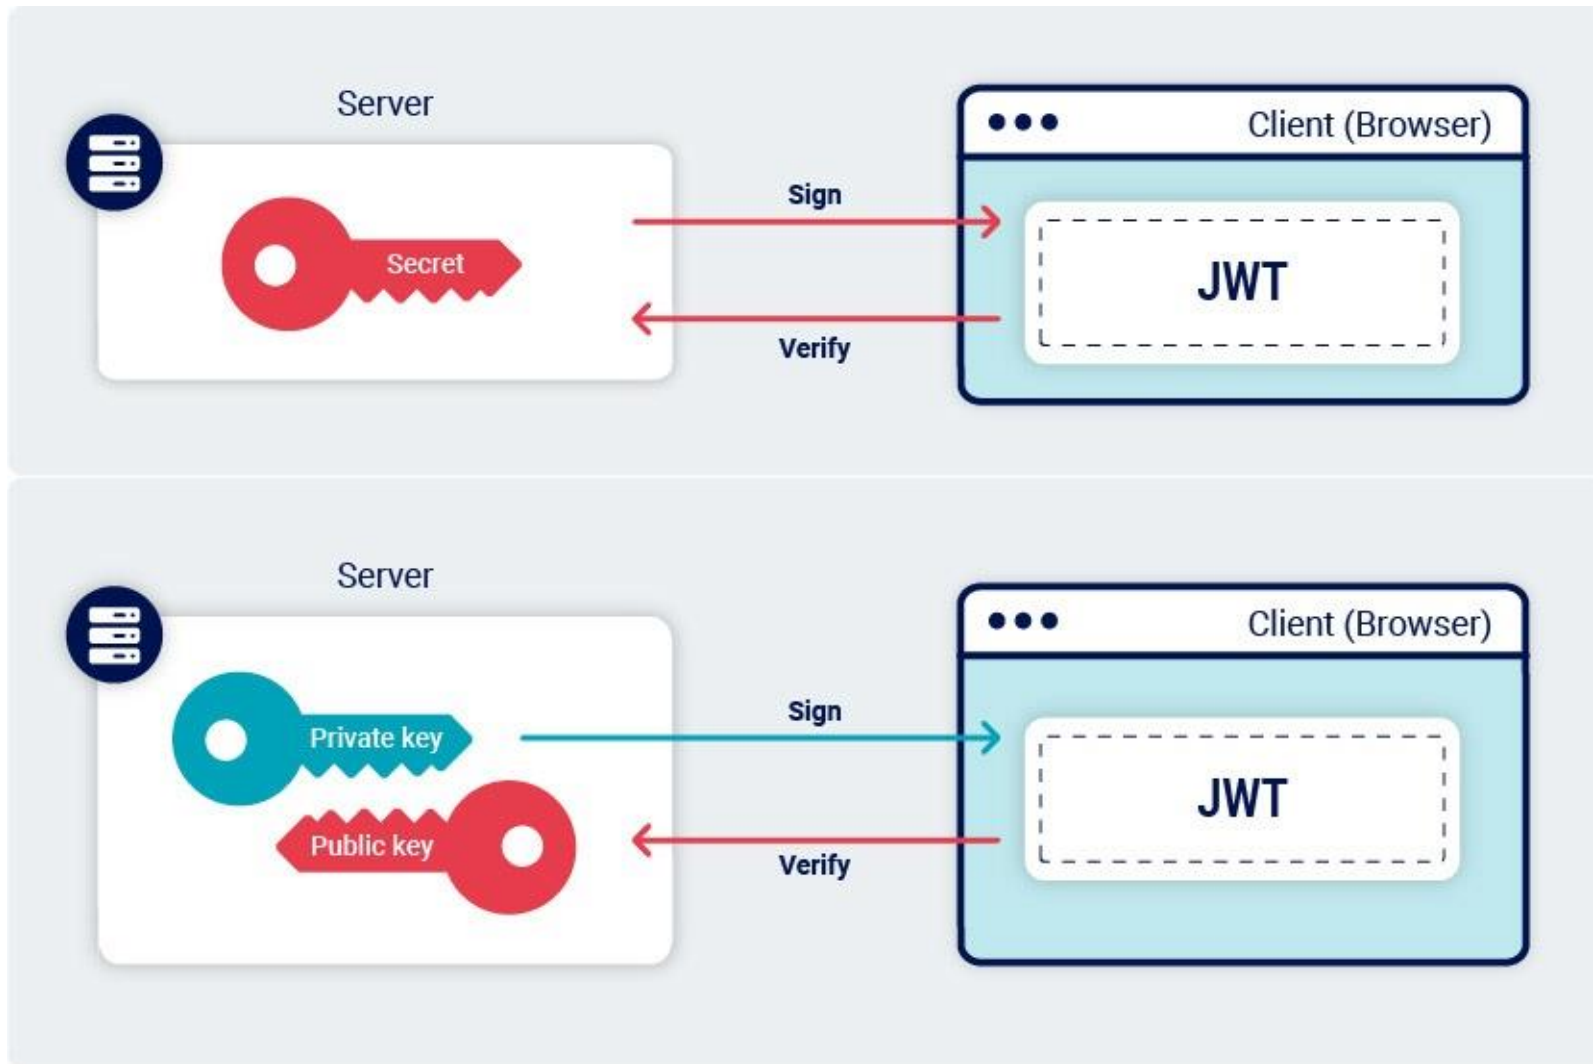 Server
Client (Browser)
Sign
Secret
JWT
Verify
Server
Client (Browser)
Sign
Private key
JWT
Public key
Verify